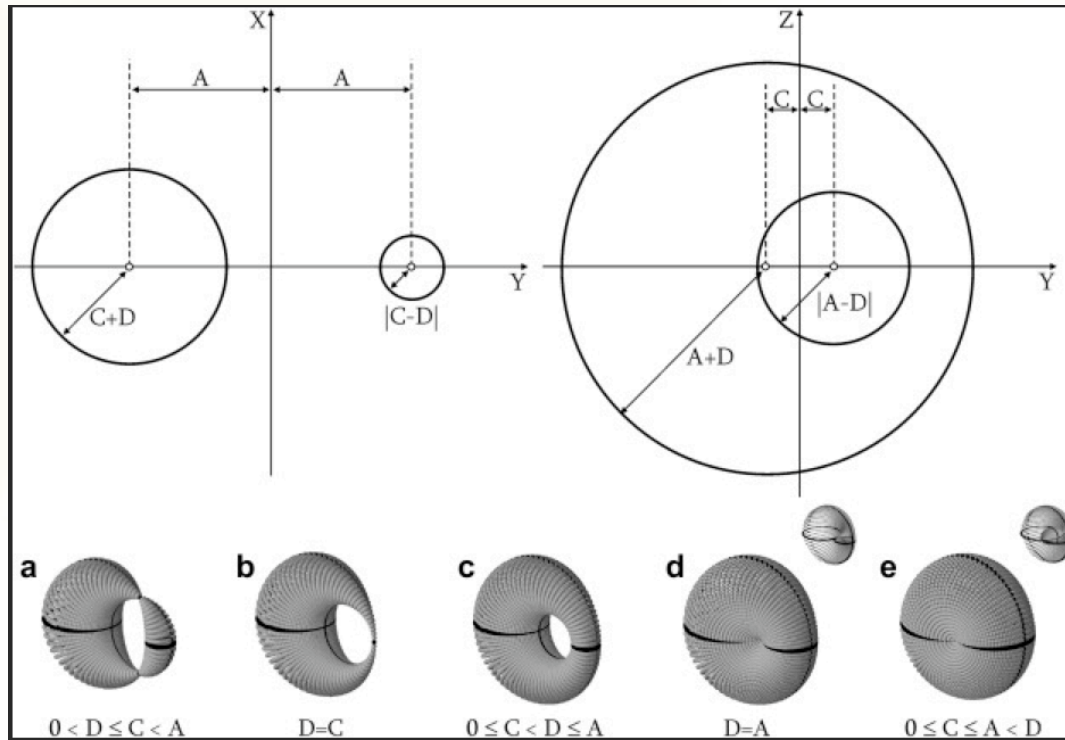 X
Z
A
A
C
C
Y
Y
C+D
|C-D|
|A-D|
A+D
a
b
c
d
e
0 < D ≤ C < A
D=C
0 ≤ C < D ≤ A
D=A
0 ≤ C ≤ A < D